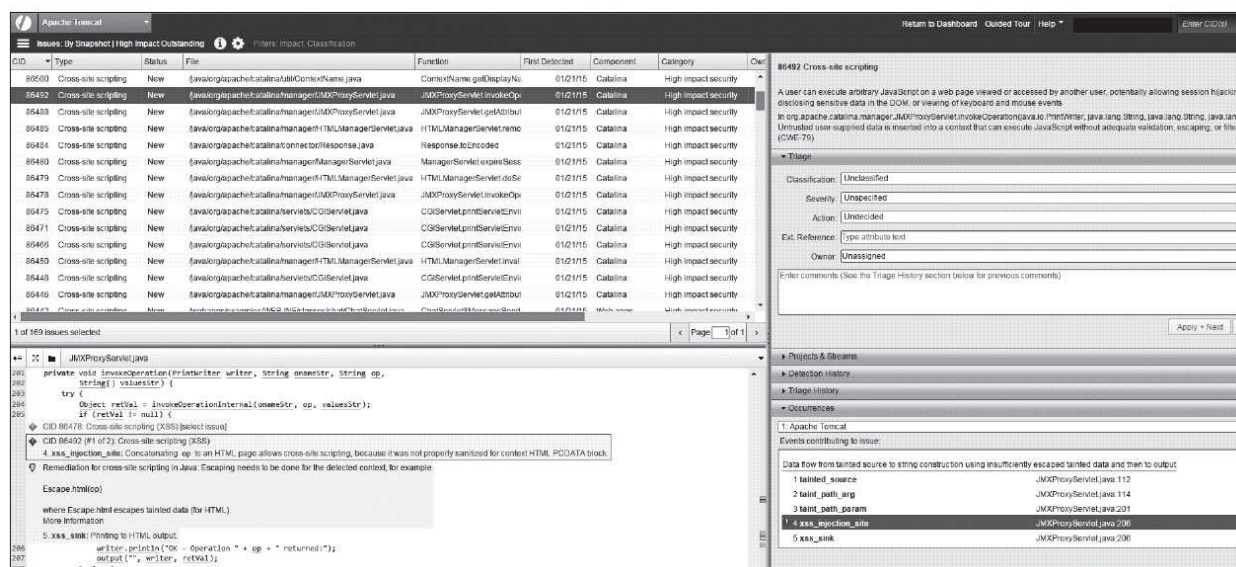 Apache Tomcat
Return to Dashboard Guided Tour Help
Enter CID(s)
Issues: By Snapshot | High Impact Outstanding Filters: Impact, Classification
CID Type Status File Function First Detected Component Category Own
86500 Cross-site scripting New /java/org/apache/catalina/util/ContextName.java ContextName.getDisplayNa 01/21/15 Catalina High impact security
86492 Cross-site scripting New /java/org/apache/catalina/manager/JMXProxyServlet.java JMXProxyServlet.invokeOpe 01/21/15 Catalina High impact security
86488 Cross-site scripting New /java/org/apache/catalina/manager/JMXProxyServlet.java JMXProxyServlet.getAttribut 01/21/15 Catalina High impact security
86485 Cross-site scripting New /java/org/apache/catalina/manager/HTMLManagerServlet.java HTMLManagerServlet.remo 01/21/15 Catalina High impact security
86484 Cross-site scripting New /java/org/apache/catalina/connector/Response.java Response.toEncoded 01/21/15 Catalina High impact security
86480 Cross-site scripting New /java/org/apache/catalina/manager/ManagerServlet.java ManagerServlet.expireSess 01/21/15 Catalina High impact security
86479 Cross-site scripting New /java/org/apache/catalina/manager/HTMLManagerServlet.java HTMLManagerServlet.doSe 01/21/15 Catalina High impact security
86478 Cross-site scripting New /java/org/apache/catalina/manager/JMXProxyServlet.java JMXProxyServlet.invokeOpe 01/21/15 Catalina High impact security
86475 Cross-site scripting New /java/org/apache/catalina/servlets/CGIServlet.java CGIServlet.printServletEnvi 01/21/15 Catalina High impact security
86471 Cross-site scripting New /java/org/apache/catalina/servlets/CGIServlet.java CGIServlet.printServletEnvi 01/21/15 Catalina High impact security
86466 Cross-site scripting New /java/org/apache/catalina/servlets/CGIServlet.java CGIServlet.printServletEnvi 01/21/15 Catalina High impact security
86450 Cross-site scripting New /java/org/apache/catalina/manager/HTMLManagerServlet.java HTMLManagerServlet.inval 01/21/15 Catalina High impact security
86448 Cross-site scripting New /java/org/apache/catalina/servlets/CGIServlet.java CGIServlet.printServletEnvi 01/21/15 Catalina High impact security
86446 Cross-site scripting New /java/org/apache/catalina/manager/JMXProxyServlet.java JMXProxyServlet.getAttribut 01/21/15 Catalina High impact security
1 of 169 issues selected
Page 1 of 1
JMXProxyServlet.java
201 private void invokeOperation(PrintWriter writer, String onameStr, String op,
202 String[] valuesStr) {
203 try {
204 Object retVal = invokeOperationInternal(onameStr, op, valuesStr);
205 if (retVal != null) {
CID 86478: Cross-site scripting (XSS) [select issue]
CID 86492 (#1 of 2): Cross-site scripting (XSS)
4. xss_injection_site: Concatenating op to an HTML page allows cross-site scripting, because it was not properly sanitized for context HTML PCDATA block.
Remediation for cross-site scripting in Java: Escaping needs to be done for the detected context, for example
Escape.html(op)
where Escape.html escapes tainted data (for HTML).
More Information
5. xss_sink: Printing to HTML output.
206 writer.println("OK - Operation " + op + " returned:");
207 output("", writer, retVal);
86492 Cross-site scripting
A user can execute arbitrary JavaScript on a web page viewed or accessed by another user, potentially allowing session hijackin
disclosing sensitive data in the DOM, or viewing of keyboard and mouse events
In org.apache.catalina.manager.JMXProxyServlet.invokeOperation(java.io.PrintWriter, java.lang.String, java.lang.String, java.lan
Untrusted user-supplied data is inserted into a context that can execute JavaScript without adequate validation, escaping, or filte
(CWE-79)
Triage
Classification: Unclassified
Severity: Unspecified
Action: Undecided
Ext. Reference: Type attribute text
Owner: Unassigned
Enter comments (See the Triage History section below for previous comments)
Apply + Next
Projects & Streams
Detection History
Triage History
Occurrences
1: Apache Tomcat
Events contributing to issue:
Data flow from tainted source to string construction using insufficiently escaped tainted data and then to output
1 tainted_source JMXProxyServlet.java:112
2 taint_path_arg JMXProxyServlet.java:114
3 taint_path_param JMXProxyServlet.java:201
4 xss_injection_site JMXProxyServlet.java:206
5 xss_sink JMXProxyServlet.java:206